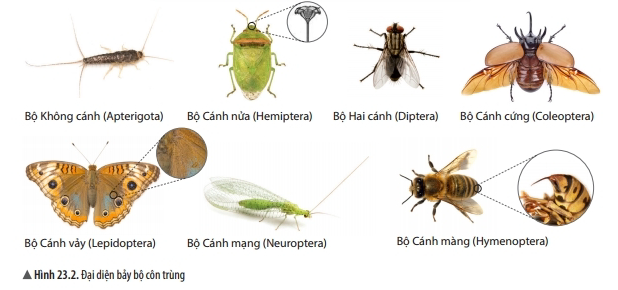 Bộ Không cánh (Apterigota)
Bộ Cánh nửa (Hemiptera)
Bộ Hai cánh (Diptera)
Bộ Cánh cứng (Coleoptera)
Bộ Cánh vảy (Lepidoptera)
Bộ Cánh mạng (Neuroptera)
Bộ Cánh màng (Hymenoptera)
▲ Hình 23.2. Đại diện bảy bộ côn trùng